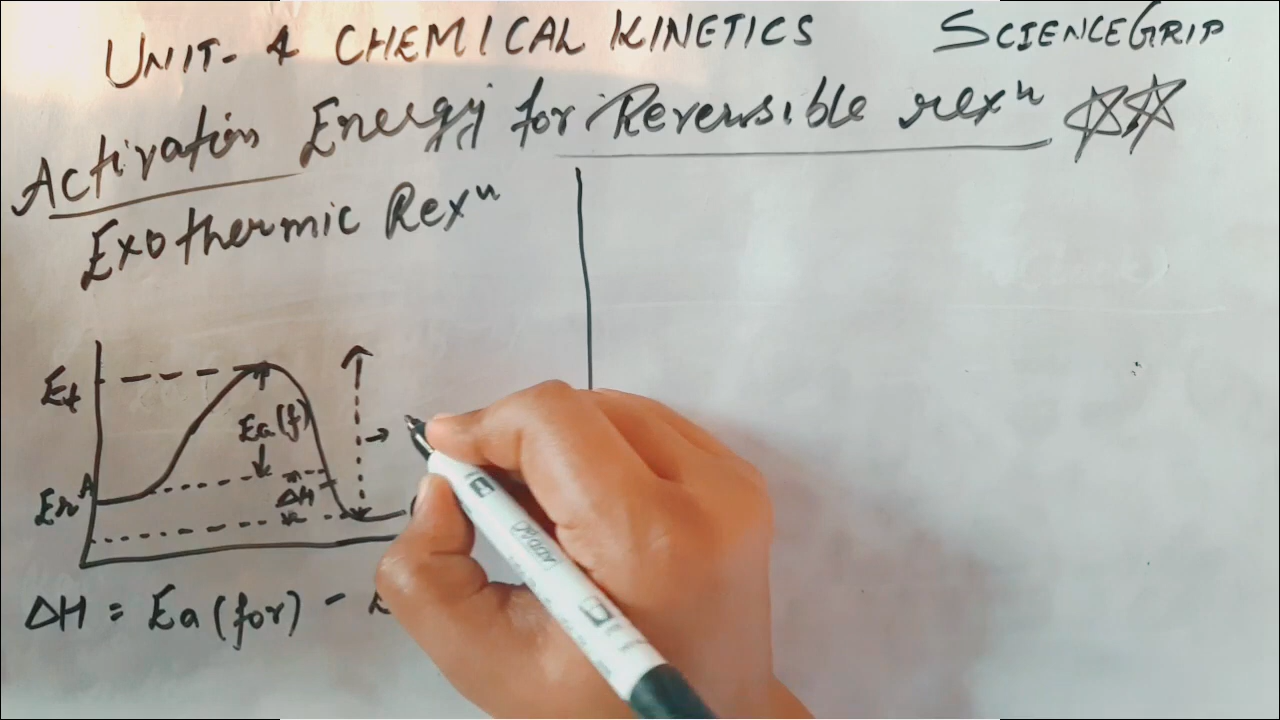 UNIT- 4 CHEMICAL KINETICS SCIENCEGRIP
Activation Energy for Reversible rexⁿ
Exothermic Rexⁿ
Et
Ea(f)
Er A
ΔH
ΔH = Ea (for) -